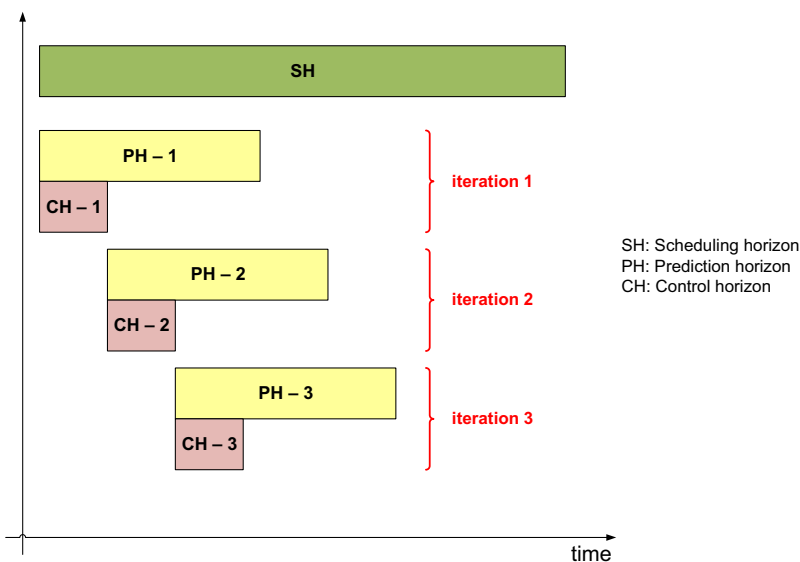 SH
PH – 1
CH – 1
iteration 1
PH – 2
CH – 2
iteration 2
PH – 3
CH – 3
iteration 3
SH: Scheduling horizon
PH: Prediction horizon
CH: Control horizon
time